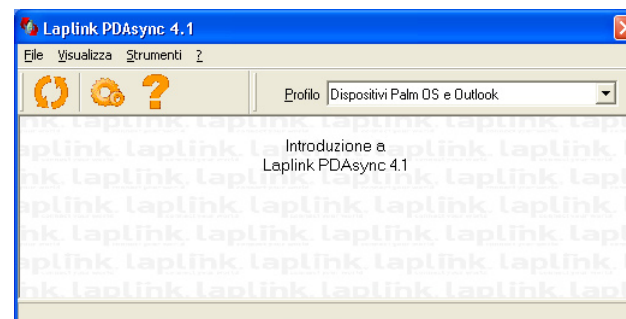 Laplink PDAsync 4.1
File Visualizza Strumenti ?
Profilo Dispositivi Palm OS e Outlook
Introduzione a
Laplink PDAsync 4.1